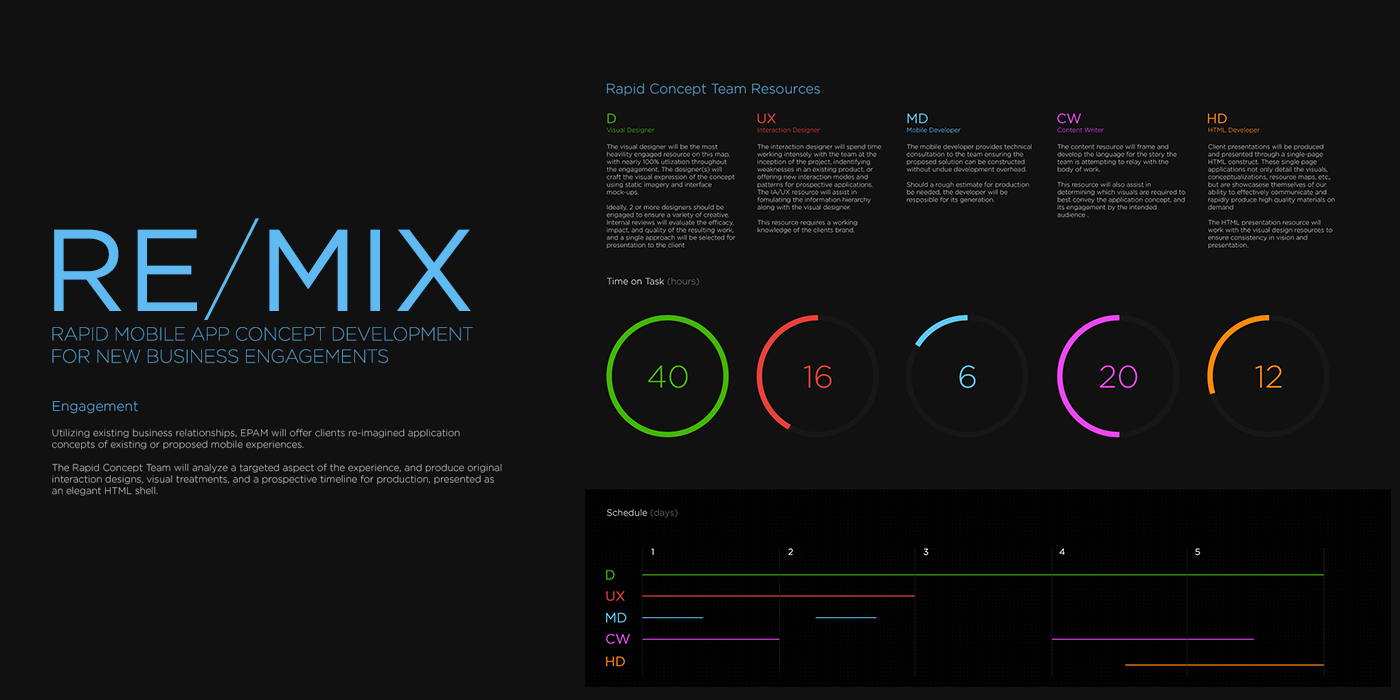 RE/MIX
RAPID MOBILE APP CONCEPT DEVELOPMENT
FOR NEW BUSINESS ENGAGEMENTS
Engagement
Utilizing existing business relationships, EPAM will offer clients re-imagined application
concepts of existing or proposed mobile experiences.
The Rapid Concept Team will analyze a targeted aspect of the experience, and produce original
interaction designs, visual treatments, and a prospective timeline for production, presented as
an elegant HTML shell.
Rapid Concept Team Resources
D
Visual Designer
The visual designer will be the most
heavility engaged resource on this map,
with nearly 100% utlization throughout
the engagement. The designer(s) will
craft the visual expression of the concept
using static imagery and interface
mock-ups.
Ideally, 2 or more designers should be
engaged to ensure a variety of creative.
Internal reviews will evaluate the efficacy,
impact, and quality of the resulting work,
and a single approach will be selected for
presentation to the client
UX
Interaction Designer
The interaction designer will spend time
working intensely with the team at the
inception of the project, indentifying
weaknesses in an existing product, or
offering new interaction modes and
patterns for prospective applications.
The IA/UX resource will assist in
fomulating the information hierarchy
along with the visual designer.
This resource requires a working
knowledge of the clients brand.
MD
Mobile Developer
The mobile developer provides technical
consultation to the team ensuring the
proposed solution can be constructed
without undue development overhead.
Should a rough estimate for production
be needed, the developer will be
resposible for its generation.
CW
Content Writer
The content resource will frame and
develop the language for the story the
team is attempting to relay with the
body of work.
This resource will also assist in
determining which visuals are required to
best convey the application concept, and
its engagement by the intended
audience .
HD
HTML Developer
Client presentations will be produced
and presented through a single-page
HTML construct. These single page
applications not only detail the visuals,
conceptualizations, resource maps, etc.,
but are showcasese themselves of our
ability to effectively communicate and
rapidly produce high quality materials on
demand
The HTML presentation resource will
work with the visual design resources to
ensure consistency in vision and
presentation.
Time on Task (hours)
40
16
6
20
12
Schedule (days)
1 2 3 4 5
D
UX
MD
CW
HD